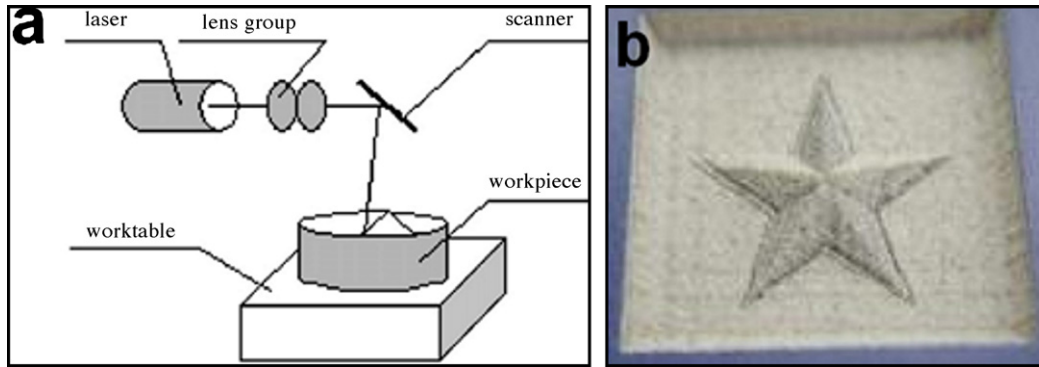 a
laser
lens group
scanner
workpiece
worktable
b